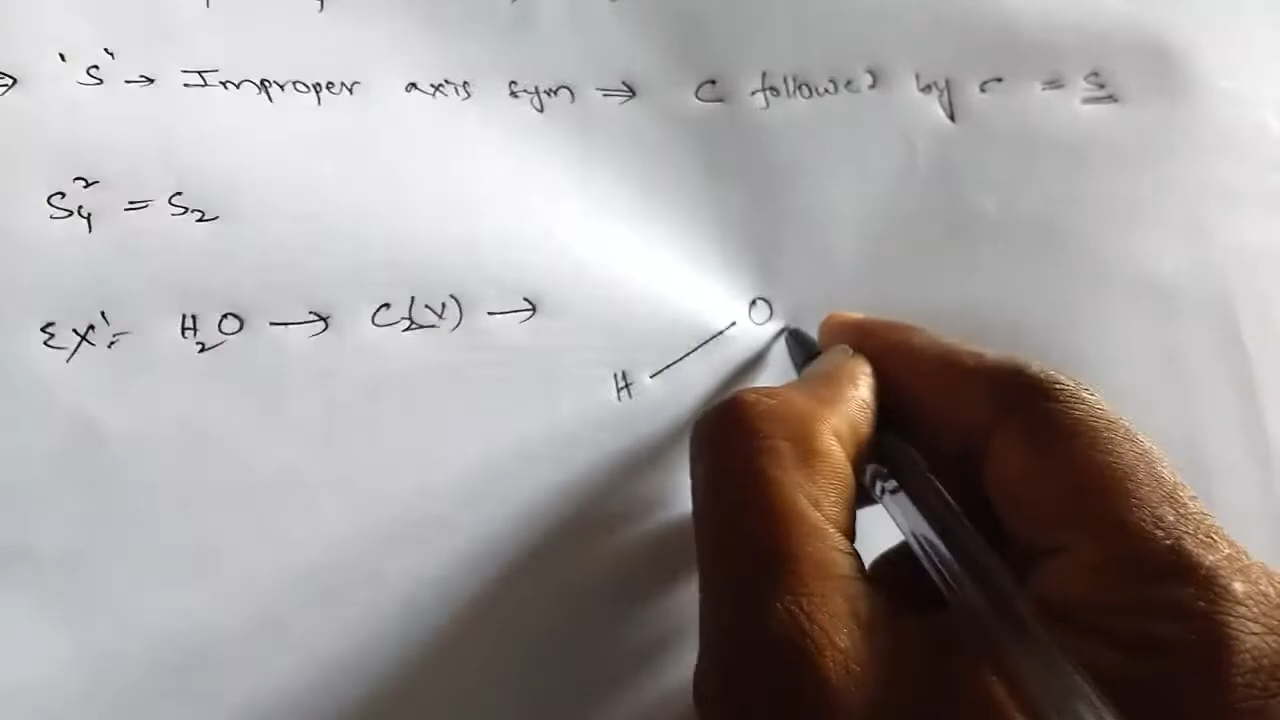 ⇒ "S" → Improper axis sym ⇒ C followed by σ = S
S₄² = S₂
Ex:- H₂O → C₂(V) →
O
H